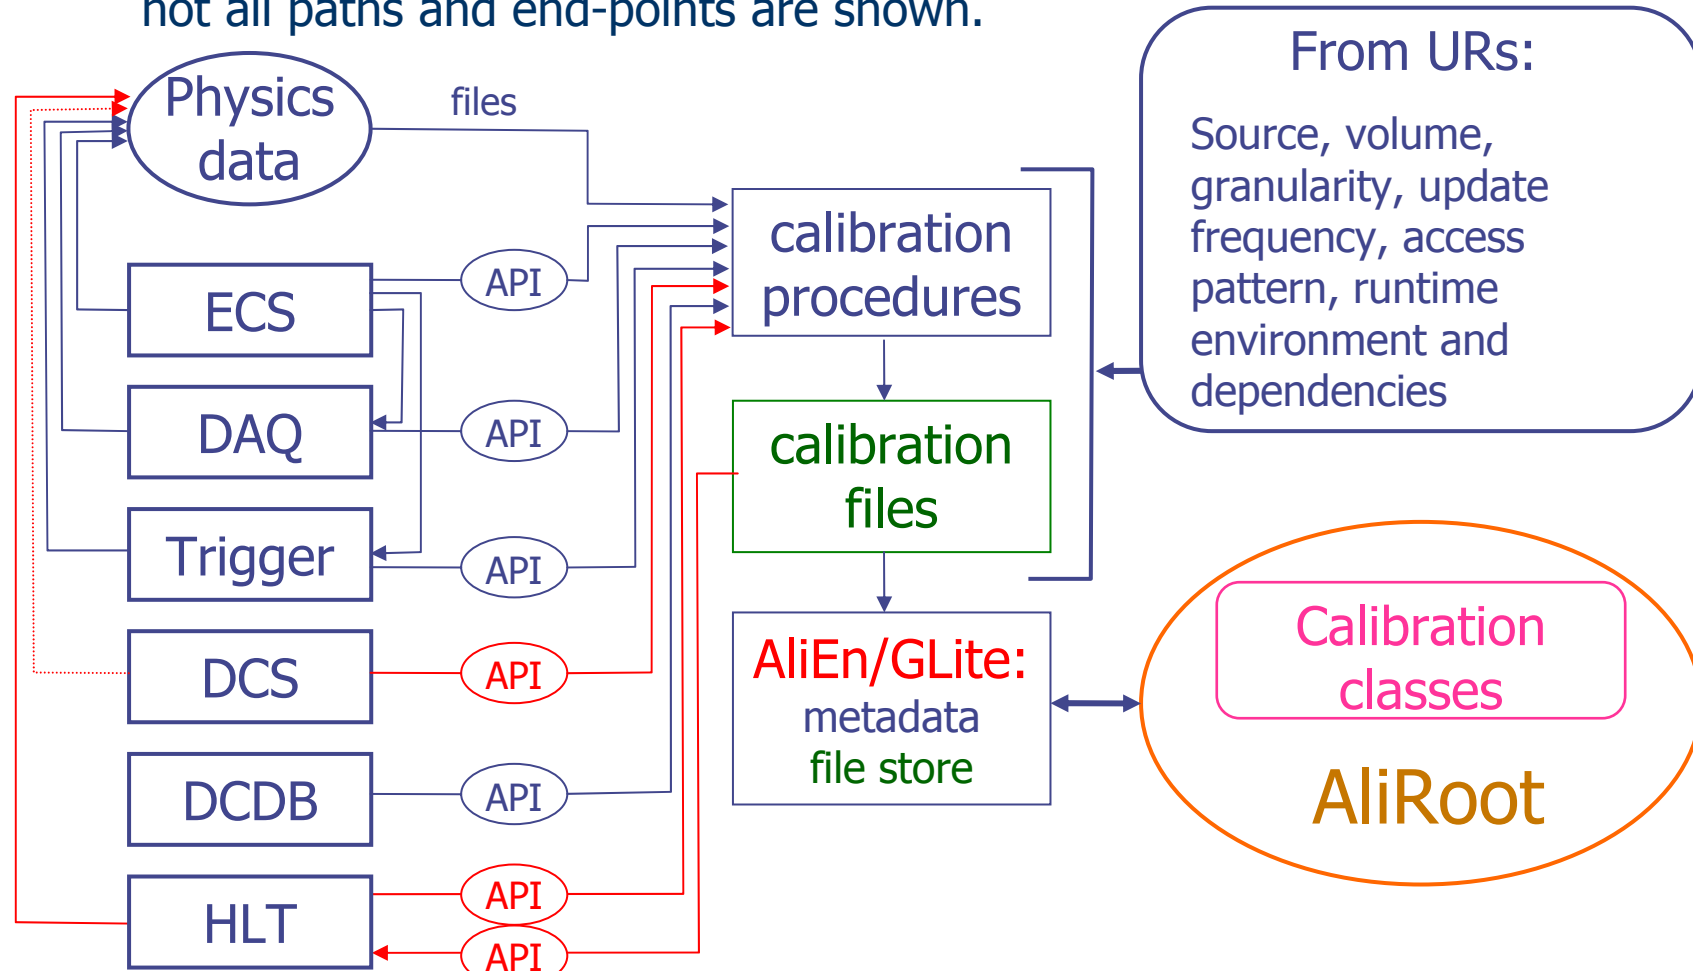 not all paths and end-points are shown.
From URs:
Physics
data
files
Source, volume,
granularity, update
frequency, access
pattern, runtime
environment and
dependencies
calibration
procedures
ECS
API
DAQ
API
calibration
files
Trigger
API
Calibration
classes
AliRoot
DCS
API
AliEn/GLite:
metadata
file store
DCDB
API
HLT
API
API